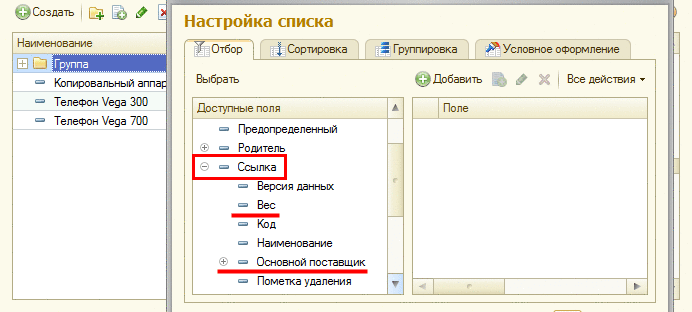 Создать
Наименование
Группа
Копировальный аппар
Телефон Vega 300
Телефон Vega 700
Настройка списка
Отбор Сортировка Группировка Условное оформление
Выбрать Добавить Все действия
Доступные поля Поле
Предопределенный
Родитель
Ссылка
Версия данных
Вес
Код
Наименование
Основной поставщик
Пометка удаления